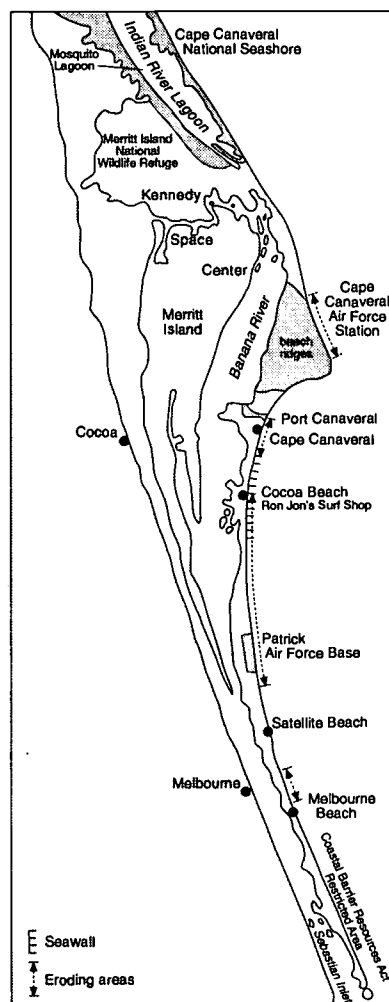 Cape Canaveral
National Seashore
Mosquito
Lagoon
Indian River Lagoon
Merritt Island
National
Wildlife Refuge
Kennedy
Space
Center
Cape
Canaveral
Air Force
Station
Merritt
Island
Banana River
beach
ridges
Port Canaveral
Cape Canaveral
Cocoa
Cocoa Beach
Ron Jon's Surf Shop
Patrick
Air Force Base
Satellite Beach
Melbourne
Melbourne
Beach
Coastal Barrier Resources Act
Restricted Area
Sebastian Inlet
Seawall
Eroding areas